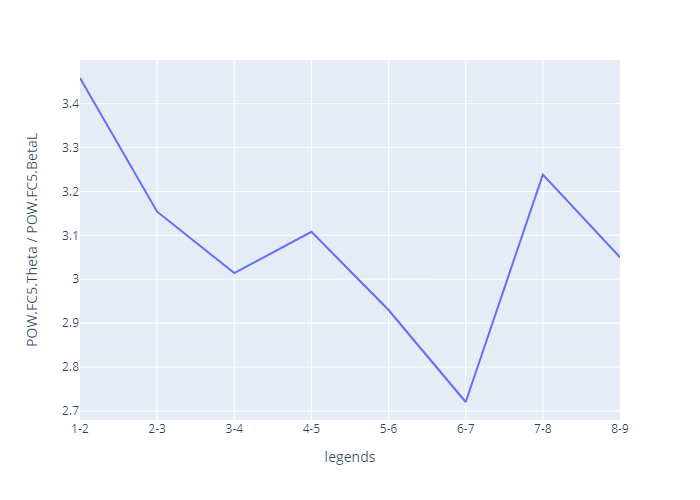 POW.FC5.Theta / POW.FC5.BetaL
3.4
3.3
3.2
3.1
3
2.9
2.8
2.7
1-2 2-3 3-4 4-5 5-6 6-7 7-8 8-9
legends